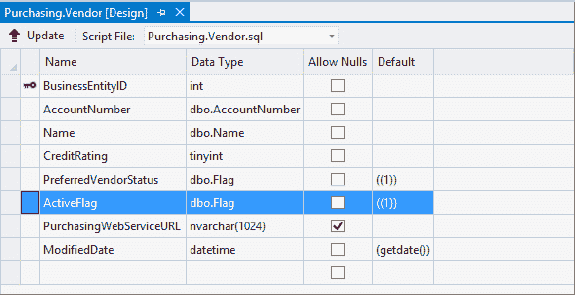 Purchasing.Vendor [Design]
Update Script File: Purchasing.Vendor.sql
Name Data Type Allow Nulls Default
BusinessEntityID int
AccountNumber dbo.AccountNumber
Name dbo.Name
CreditRating tinyint
PreferredVendorStatus dbo.Flag ((1))
ActiveFlag dbo.Flag ((1))
PurchasingWebServiceURL nvarchar(1024)
ModifiedDate datetime (getdate())